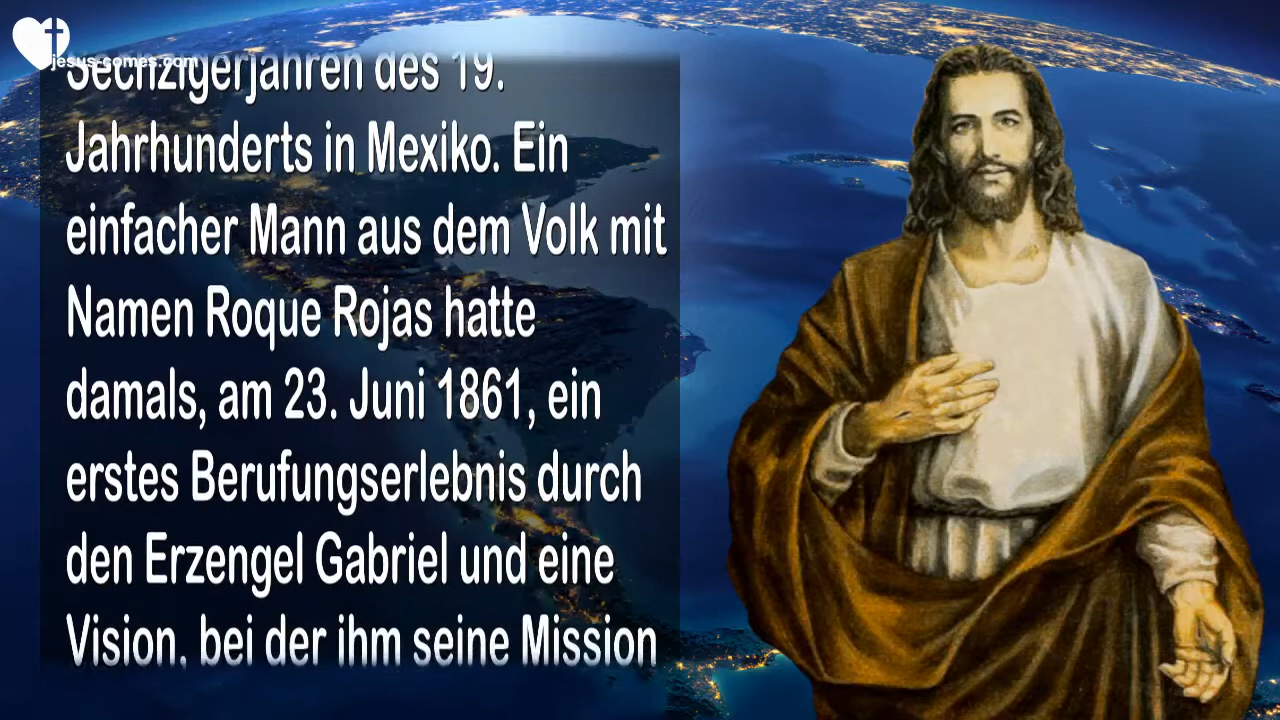 jesus-comes.com
Sechzigerjahren des 19.
Jahrhunderts in Mexiko. Ein
einfacher Mann aus dem Volk mit
Namen Roque Rojas hatte
damals, am 23. Juni 1861, ein
erstes Berufungserlebnis durch
den Erzengel Gabriel und eine
Vision, bei der ihm seine Mission